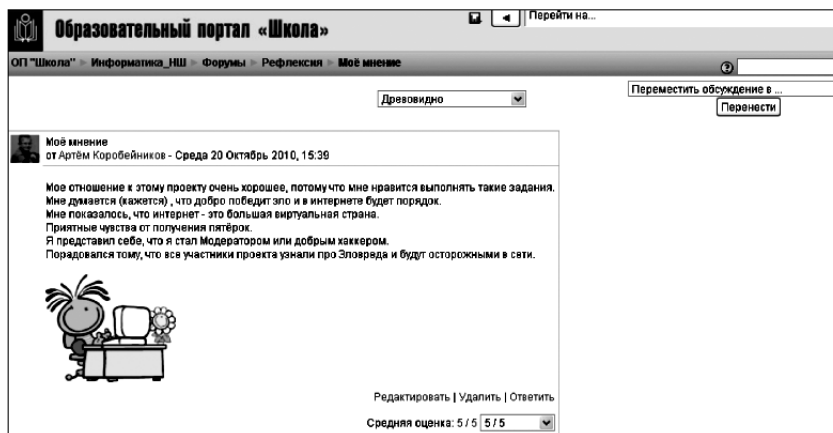 Образовательный портал «Школа»
Перейти на...
ОП "Школа" ► Информатика_НШ ► Форумы ► Рефлексия ► Моё мнение
Древовидно
Переместить обсуждение в ...
Перенести
Моё мнение
от Артём Коробейников - Среда 20 Октябрь 2010, 15:39
Мое отношение к этому проекту очень хорошее, потому что мне нравится выполнять такие задания.
Мне думается (кажется) , что добро победит зло и в интернете будет порядок.
Мне показалось, что интернет - это большая виртуальная страна.
Приятные чувства от получения пятёрок.
Я представил себе, что я стал Модератором или добрым хаккером.
Порадовался тому, что все участники проекта узнали про Зловреда и будут осторожными в сети.
Редактировать | Удалить | Ответить
Средняя оценка: 5 / 5 5 / 5